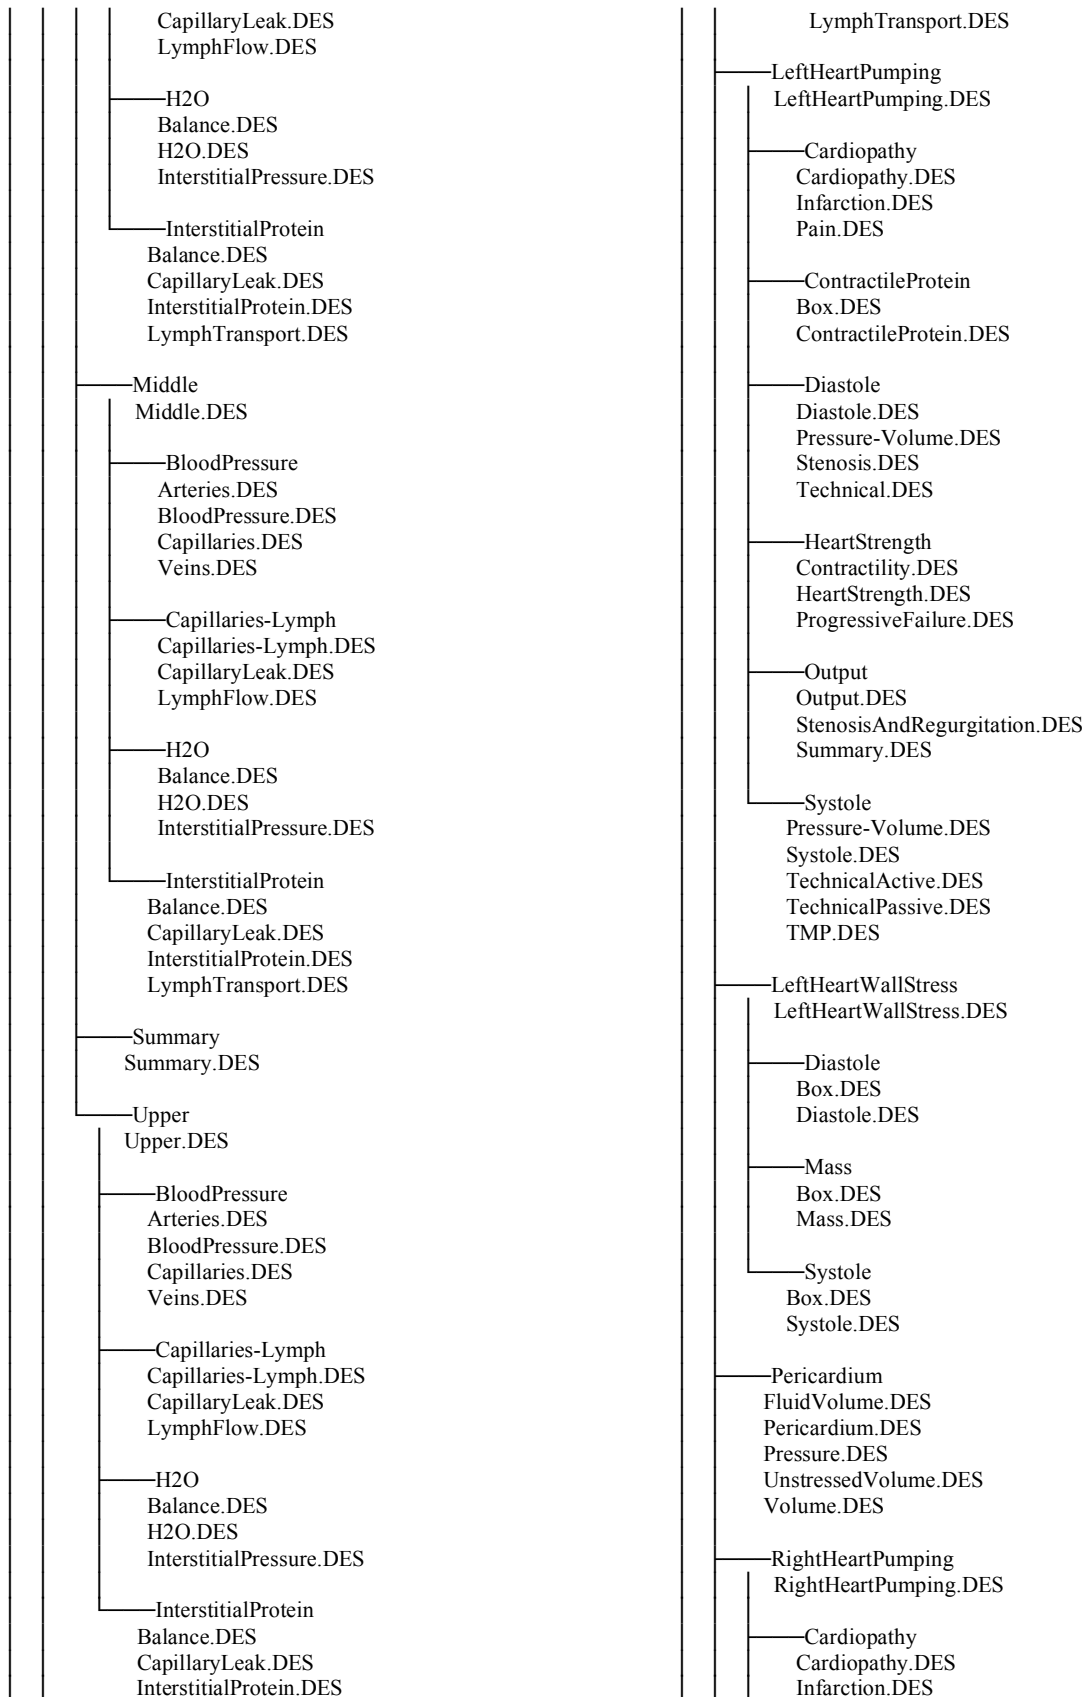 CapillaryLeak.DES
LymphFlow.DES
H2O
Balance.DES
H2O.DES
InterstitialPressure.DES
InterstitialProtein
Balance.DES
CapillaryLeak.DES
InterstitialProtein.DES
LymphTransport.DES
Middle
Middle.DES
BloodPressure
Arteries.DES
BloodPressure.DES
Capillaries.DES
Veins.DES
Capillaries-Lymph
Capillaries-Lymph.DES
CapillaryLeak.DES
LymphFlow.DES
H2O
Balance.DES
H2O.DES
InterstitialPressure.DES
InterstitialProtein
Balance.DES
CapillaryLeak.DES
InterstitialProtein.DES
LymphTransport.DES
Summary
Summary.DES
Upper
Upper.DES
BloodPressure
Arteries.DES
BloodPressure.DES
Capillaries.DES
Veins.DES
Capillaries-Lymph
Capillaries-Lymph.DES
CapillaryLeak.DES
LymphFlow.DES
H2O
Balance.DES
H2O.DES
InterstitialPressure.DES
InterstitialProtein
Balance.DES
CapillaryLeak.DES
InterstitialProtein.DES
LymphTransport.DES
LeftHeartPumping
LeftHeartPumping.DES
Cardiopathy
Cardiopathy.DES
Infarction.DES
Pain.DES
ContractileProtein
Box.DES
ContractileProtein.DES
Diastole
Diastole.DES
Pressure-Volume.DES
Stenosis.DES
Technical.DES
HeartStrength
Contractility.DES
HeartStrength.DES
ProgressiveFailure.DES
Output
Output.DES
StenosisAndRegurgitation.DES
Summary.DES
Systole
Pressure-Volume.DES
Systole.DES
TechnicalActive.DES
TechnicalPassive.DES
TMP.DES
LeftHeartWallStress
LeftHeartWallStress.DES
Diastole
Box.DES
Diastole.DES
Mass
Box.DES
Mass.DES
Systole
Box.DES
Systole.DES
Pericardium
FluidVolume.DES
Pericardium.DES
Pressure.DES
UnstressedVolume.DES
Volume.DES
RightHeartPumping
RightHeartPumping.DES
Cardiopathy
Cardiopathy.DES
Infarction.DES